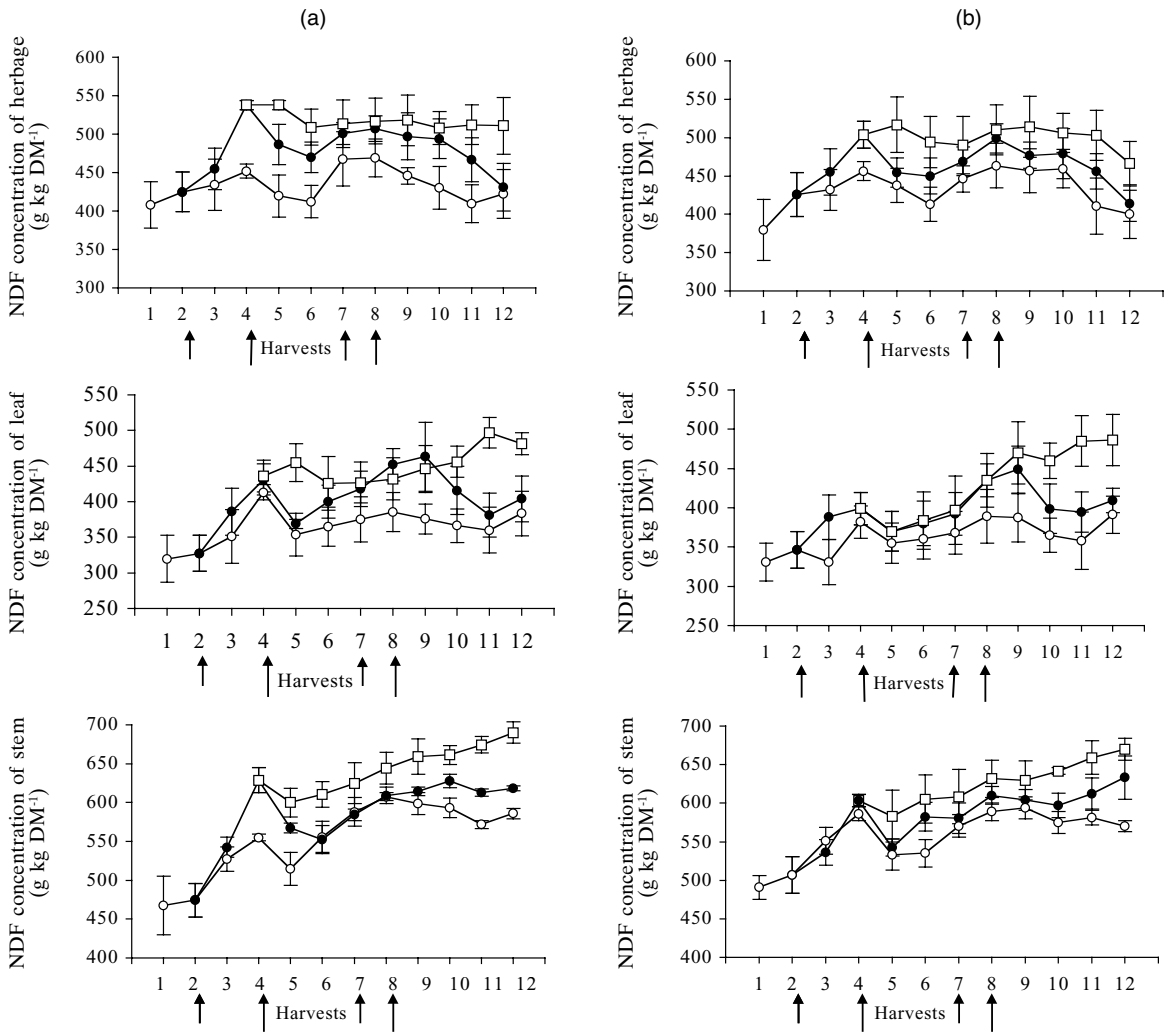 (a)
(b)
NDF concentration of herbage
(g kg DM-1)
600
550
500
450
400
350
300
1 2 3 4 5 6 7 8 9 10 11 12
Harvests
NDF concentration of herbage
(g kg DM-1)
600
550
500
450
400
350
300
1 2 3 4 5 6 7 8 9 10 11 12
Harvests
NDF concentration of leaf
(g kg DM-1)
550
500
450
400
350
300
250
1 2 3 4 5 6 7 8 9 10 11 12
Harvests
NDF concentration of leaf
(g kg DM-1)
550
500
450
400
350
300
250
1 2 3 4 5 6 7 8 9 10 11 12
Harvests
NDF concentration of stem
(g kg DM-1)
700
650
600
550
500
450
400
1 2 3 4 5 6 7 8 9 10 11 12
Harvests
NDF concentration of stem
(g kg DM-1)
700
650
600
550
500
450
400
1 2 3 4 5 6 7 8 9 10 11 12
Harvests